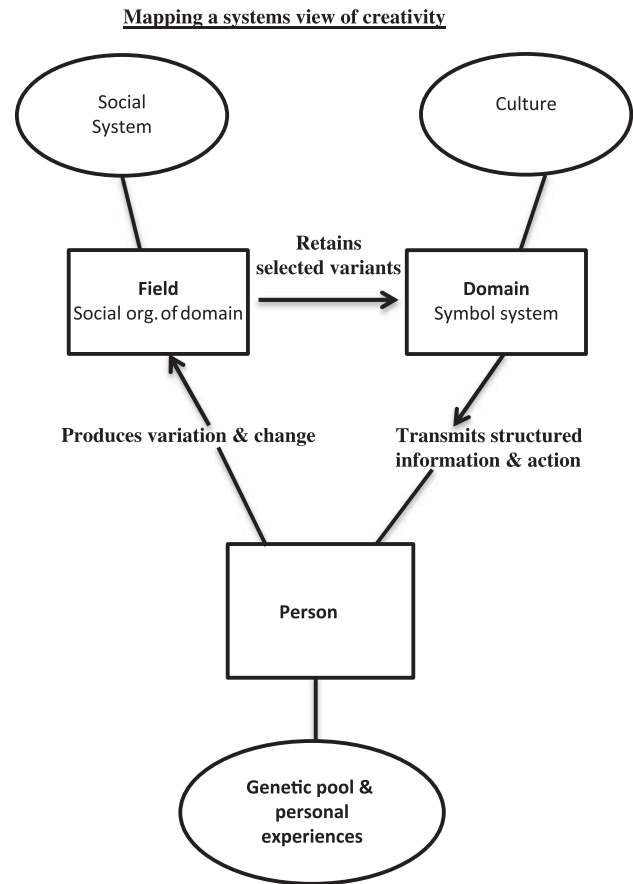 Mapping a systems view of creativity
Social
System
Culture
Retains
selected variants
Field
Social org. of domain
Domain
Symbol system
Produces variation & change
Transmits structured
information & action
Person
Genetic pool &
personal
experiences